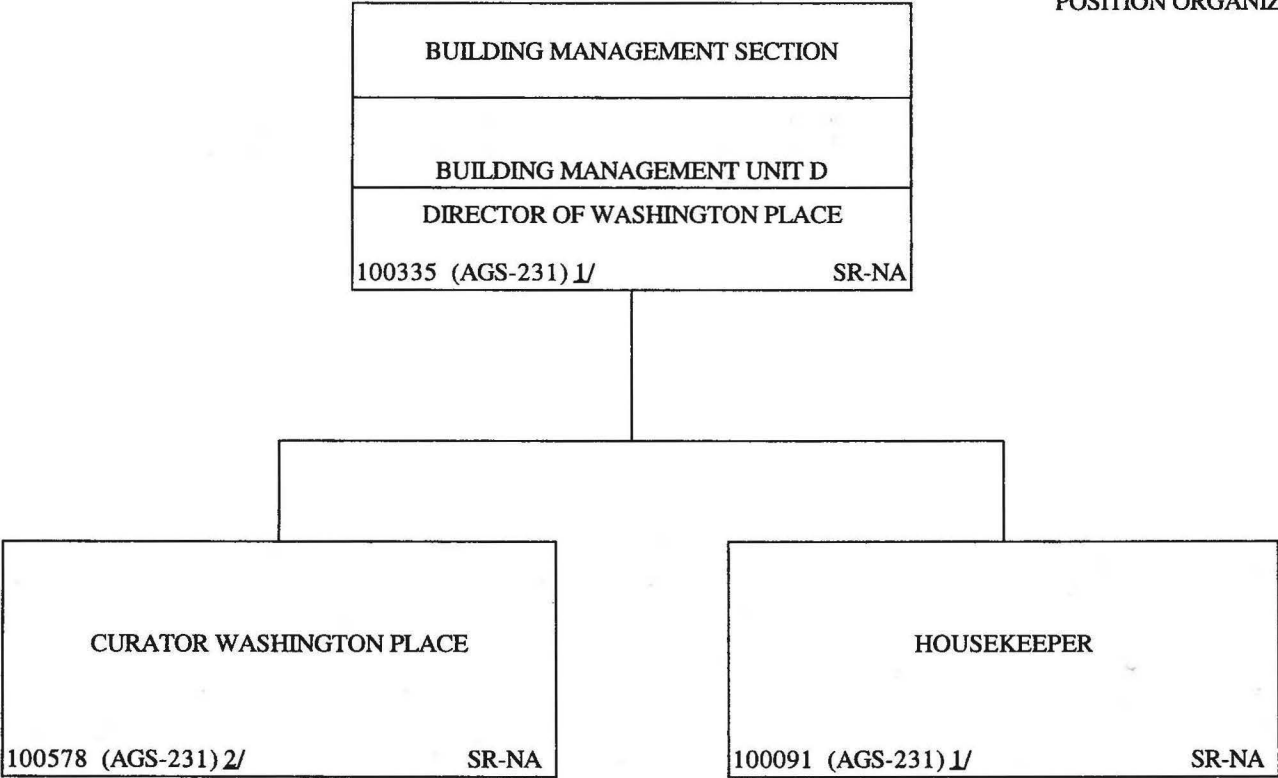 POSITION ORGANIZ
BUILDING MANAGEMENT SECTION
BUILDING MANAGEMENT UNIT D
DIRECTOR OF WASHINGTON PLACE
100335 (AGS-231) 1/ SR-NA
CURATOR WASHINGTON PLACE
100578 (AGS-231) 2/ SR-NA
HOUSEKEEPER
100091 (AGS-231) 1/ SR-NA